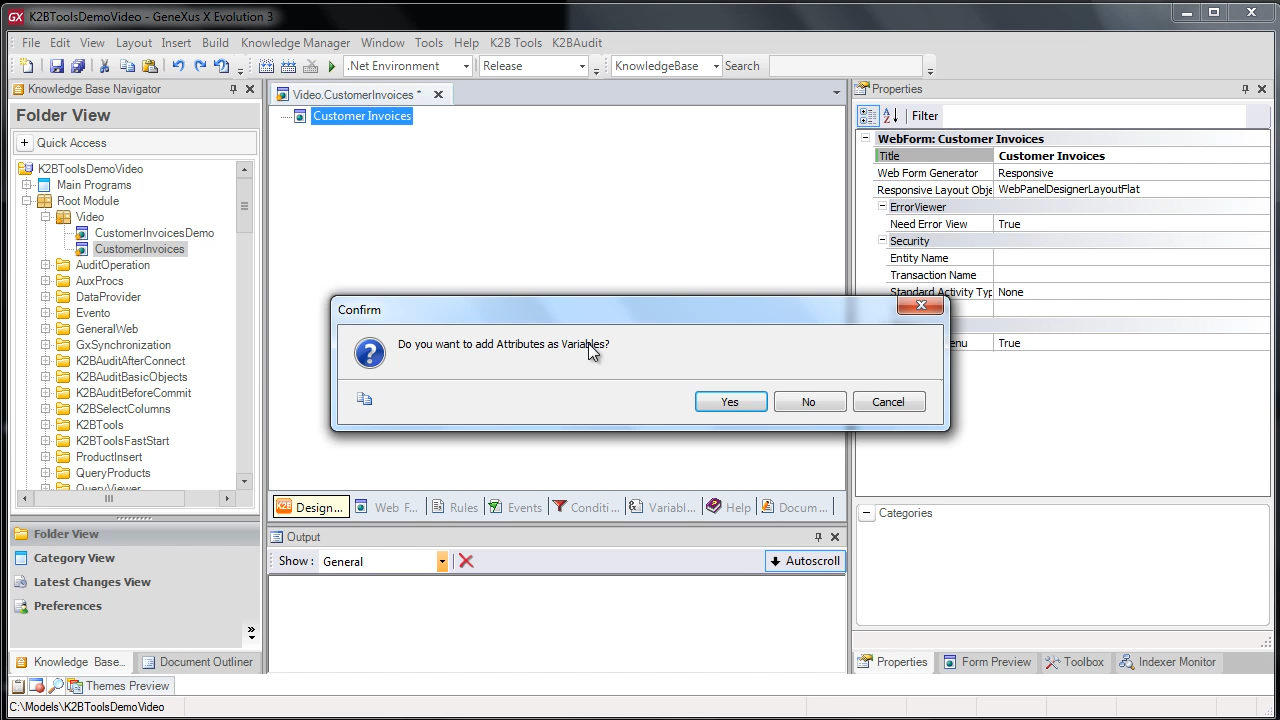 K2BToolsDemoVideo - GeneXus X Evolution 3
File Edit View Layout Insert Build Knowledge Manager Window Tools Help K2B Tools K2BAudit
.Net Environment Release KnowledgeBase Search
Knowledge Base Navigator
Folder View
Quick Access
K2BToolsDemoVideo
Main Programs
Root Module
Video
CustomerInvoicesDemo
CustomerInvoices
AuditOperation
AuxProcs
DataProvider
Evento
GeneralWeb
GxSynchronization
K2BAuditAfterConnect
K2BAuditBasicObjects
K2BAuditBeforeCommit
K2BSelectColumns
K2BTools
K2BToolsFastStart
ProductInsert
QueryProducts
QueryViewer
Folder View
Category View
Latest Changes View
Preferences
Knowledge Base... Document Outliner
Themes Preview
C:\Models\K2BToolsDemoVideo
Video.CustomerInvoices *
Customer Invoices
Confirm
Do you want to add Attributes as Variables?
Yes No Cancel
Design... Web F... Rules Events Conditi... Variabl... Help Docum...
Output
Show: General Autoscroll
Properties
Filter
WebForm: Customer Invoices
Title Customer Invoices
Web Form Generator Responsive
Responsive Layout Obje WebPanelDesignerLayoutFlat
ErrorViewer
Need Error View True
Security
Entity Name
Transaction Name
Standard Activity Typ None
enu True
Categories
Properties Form Preview Toolbox Indexer Monitor